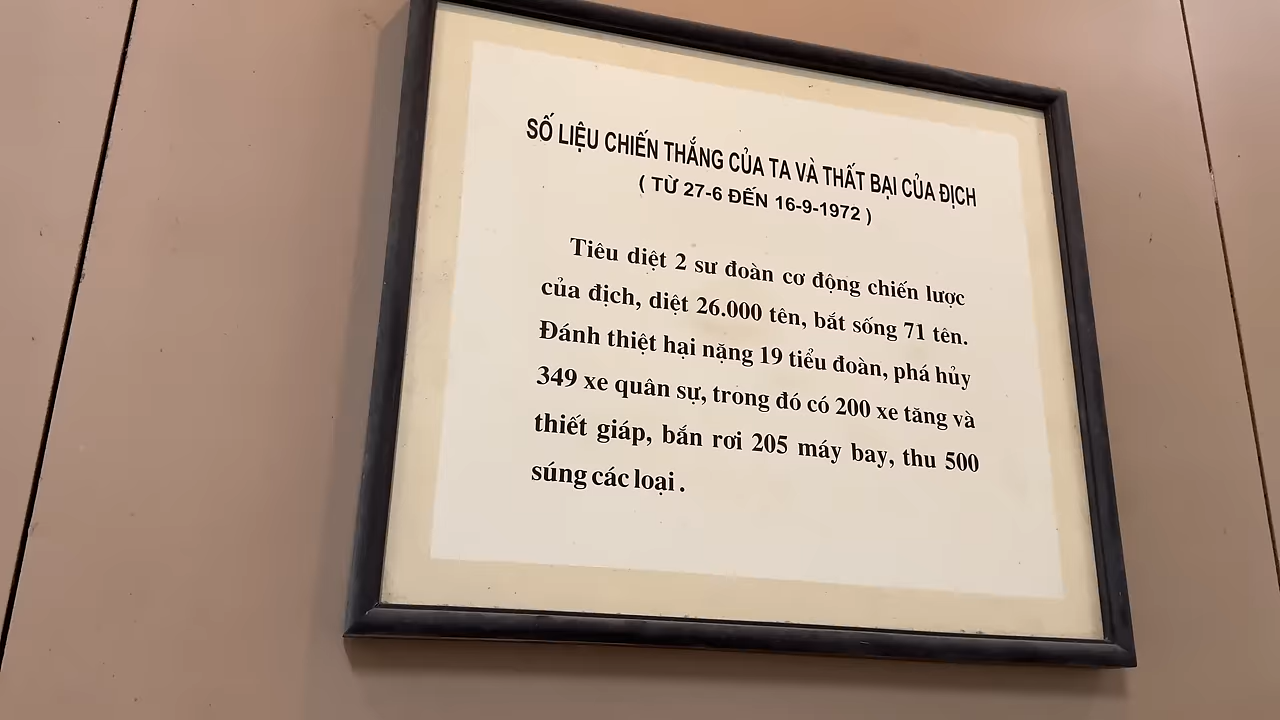 SỐ LIỆU CHIẾN THẮNG CỦA TA VÀ THẤT BẠI CỦA ĐỊCH
( TỪ 27-6 ĐẾN 16-9-1972 )
Tiêu diệt 2 sư đoàn cơ động chiến lược
của địch, diệt 26.000 tên, bắt sống 71 tên.
Đánh thiệt hại nặng 19 tiểu đoàn, phá hủy
349 xe quân sự, trong đó có 200 xe tăng và
thiết giáp, bắn rơi 205 máy bay, thu 500
súng các loại .